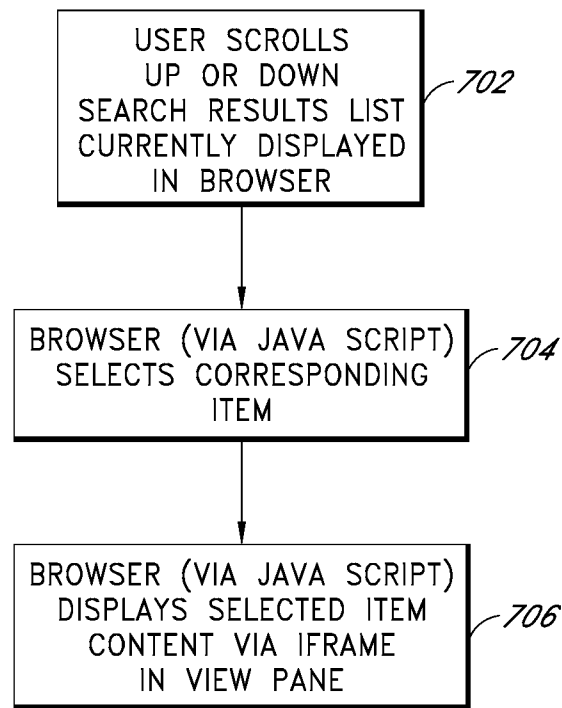 USER SCROLLS
UP OR DOWN
SEARCH RESULTS LIST
CURRENTLY DISPLAYED
IN BROWSER
702
BROWSER (VIA JAVA SCRIPT)
SELECTS CORRESPONDING
ITEM
704
BROWSER (VIA JAVA SCRIPT)
DISPLAYS SELECTED ITEM
CONTENT VIA IFRAME
IN VIEW PANE
706